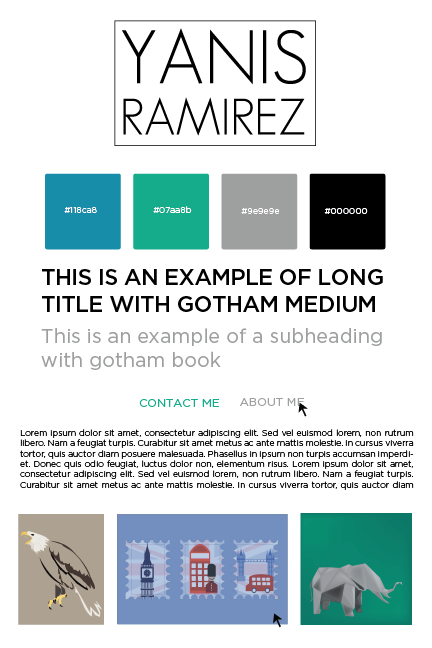 YANIS
RAMIREZ
#118ca8
#07aa8b
#9e9e9e
#000000
THIS IS AN EXAMPLE OF LONG
TITLE WITH GOTHAM MEDIUM
This is an example of a subheading
with gotham book
CONTACT ME
ABOUT ME
Lorem ipsum dolor sit amet, consectetur adipiscing elit. Sed vel euismod lorem, non rutrum
libero. Nam a feugiat turpis. Curabitur sit amet metus ac ante mattis molestie. In cursus viverra
tortor, quis auctor diam posuere malesuada. Phasellus in ipsum non turpis accumsan imperdi-
et. Donec quis odio feugiat, luctus dolor non, elementum risus. Lorem ipsum dolor sit amet,
consectetur adipiscing elit. Sed vel euismod lorem, non rutrum libero. Nam a feugiat turpis.
Curabitur sit amet metus ac ante mattis molestie. In cursus viverra tortor, quis auctor diam